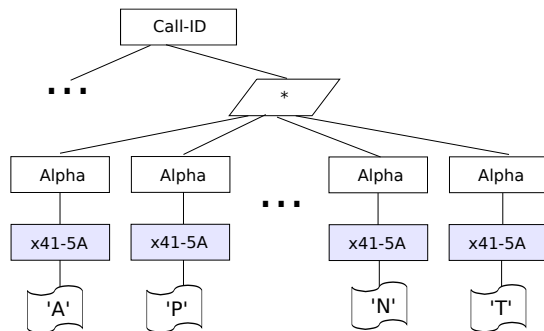 Call-ID
...
*
Alpha Alpha ... Alpha Alpha
x41-5A x41-5A x41-5A x41-5A
'A' 'P' 'N' 'T'